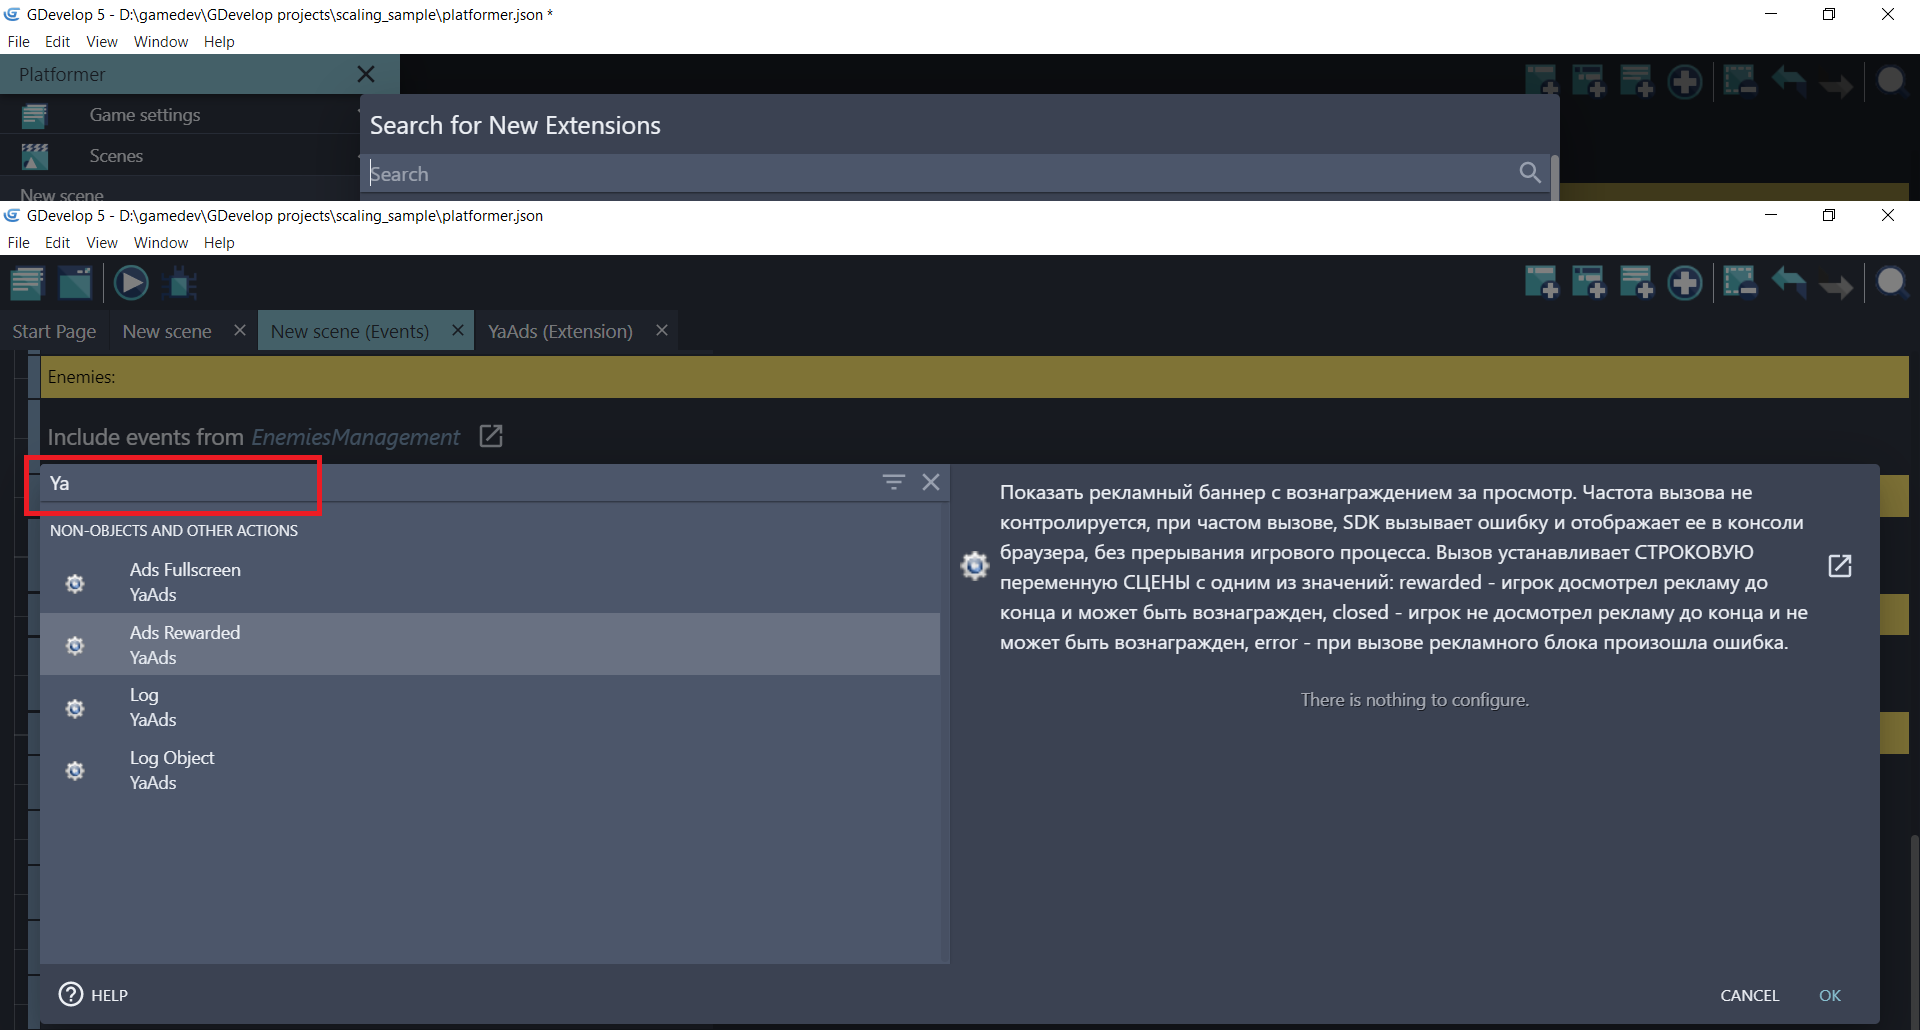 GDevelop 5 - D:\gamedev\GDevelop projects\scaling_sample\platformer.json *
File Edit View Window Help
Platformer
Game settings
Search for New Extensions
Scenes
Search
New scene
GDevelop 5 - D:\gamedev\GDevelop projects\scaling_sample\platformer.json
File Edit View Window Help
Start Page New scene New scene (Events) YaAds (Extension)
Enemies:
Include events from EnemiesManagement
Ya
NON-OBJECTS AND OTHER ACTIONS
Ads Fullscreen
YaAds
Ads Rewarded
YaAds
Log
YaAds
Log Object
YaAds
Показать рекламный баннер с вознаграждением за просмотр. Частота вызова не
контролируется, при частом вызове, SDK вызывает ошибку и отображает ее в консоли
браузера, без прерывания игрового процесса. Вызов устанавливает СТРОКОВУЮ
переменную СЦЕНЫ с одним из значений: rewarded - игрок досмотрел рекламу до
конца и может быть вознагражден, closed - игрок не досмотрел рекламу до конца и не
может быть вознагражден, error - при вызове рекламного блока произошла ошибка.
There is nothing to configure.
HELP
CANCEL OK